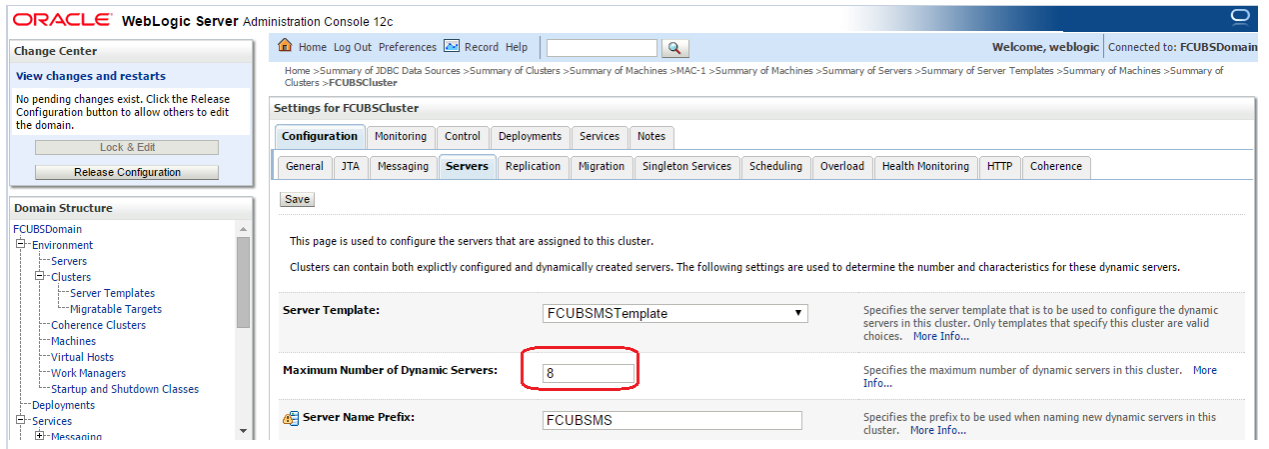 ORACLE WebLogic Server Administration Console 12c
Change Center
View changes and restarts
No pending changes exist. Click the Release
Configuration button to allow others to edit
the domain.
Lock & Edit
Release Configuration
Domain Structure
FCUBSDomain
Environment
Servers
Clusters
Server Templates
Migratable Targets
Coherence Clusters
Machines
Virtual Hosts
Work Managers
Startup and Shutdown Classes
Deployments
Services
Messaging
Home Log Out Preferences Record Help
Welcome, weblogic Connected to: FCUBSDomain
Home >Summary of JDBC Data Sources >Summary of Clusters >Summary of Machines >MAC-1 >Summary of Machines >Summary of Servers >Summary of Server Templates >Summary of Machines >Summary of
Clusters >FCUBSCluster
Settings for FCUBSCluster
Configuration Monitoring Control Deployments Services Notes
General JTA Messaging Servers Replication Migration Singleton Services Scheduling Overload Health Monitoring HTTP Coherence
Save
This page is used to configure the servers that are assigned to this cluster.
Clusters can contain both explictly configured and dynamically created servers. The following settings are used to determine the number and characteristics for these dynamic servers.
Server Template:
FCUBSMSTemplate
Specifies the server template that is to be used to configure the dynamic
servers in this cluster. Only templates that specify this cluster are valid
choices. More Info...
Maximum Number of Dynamic Servers:
8
Specifies the maximum number of dynamic servers in this cluster. More
Info...
Server Name Prefix:
FCUBSMS
Specifies the prefix to be used when naming new dynamic servers in this
cluster. More Info...